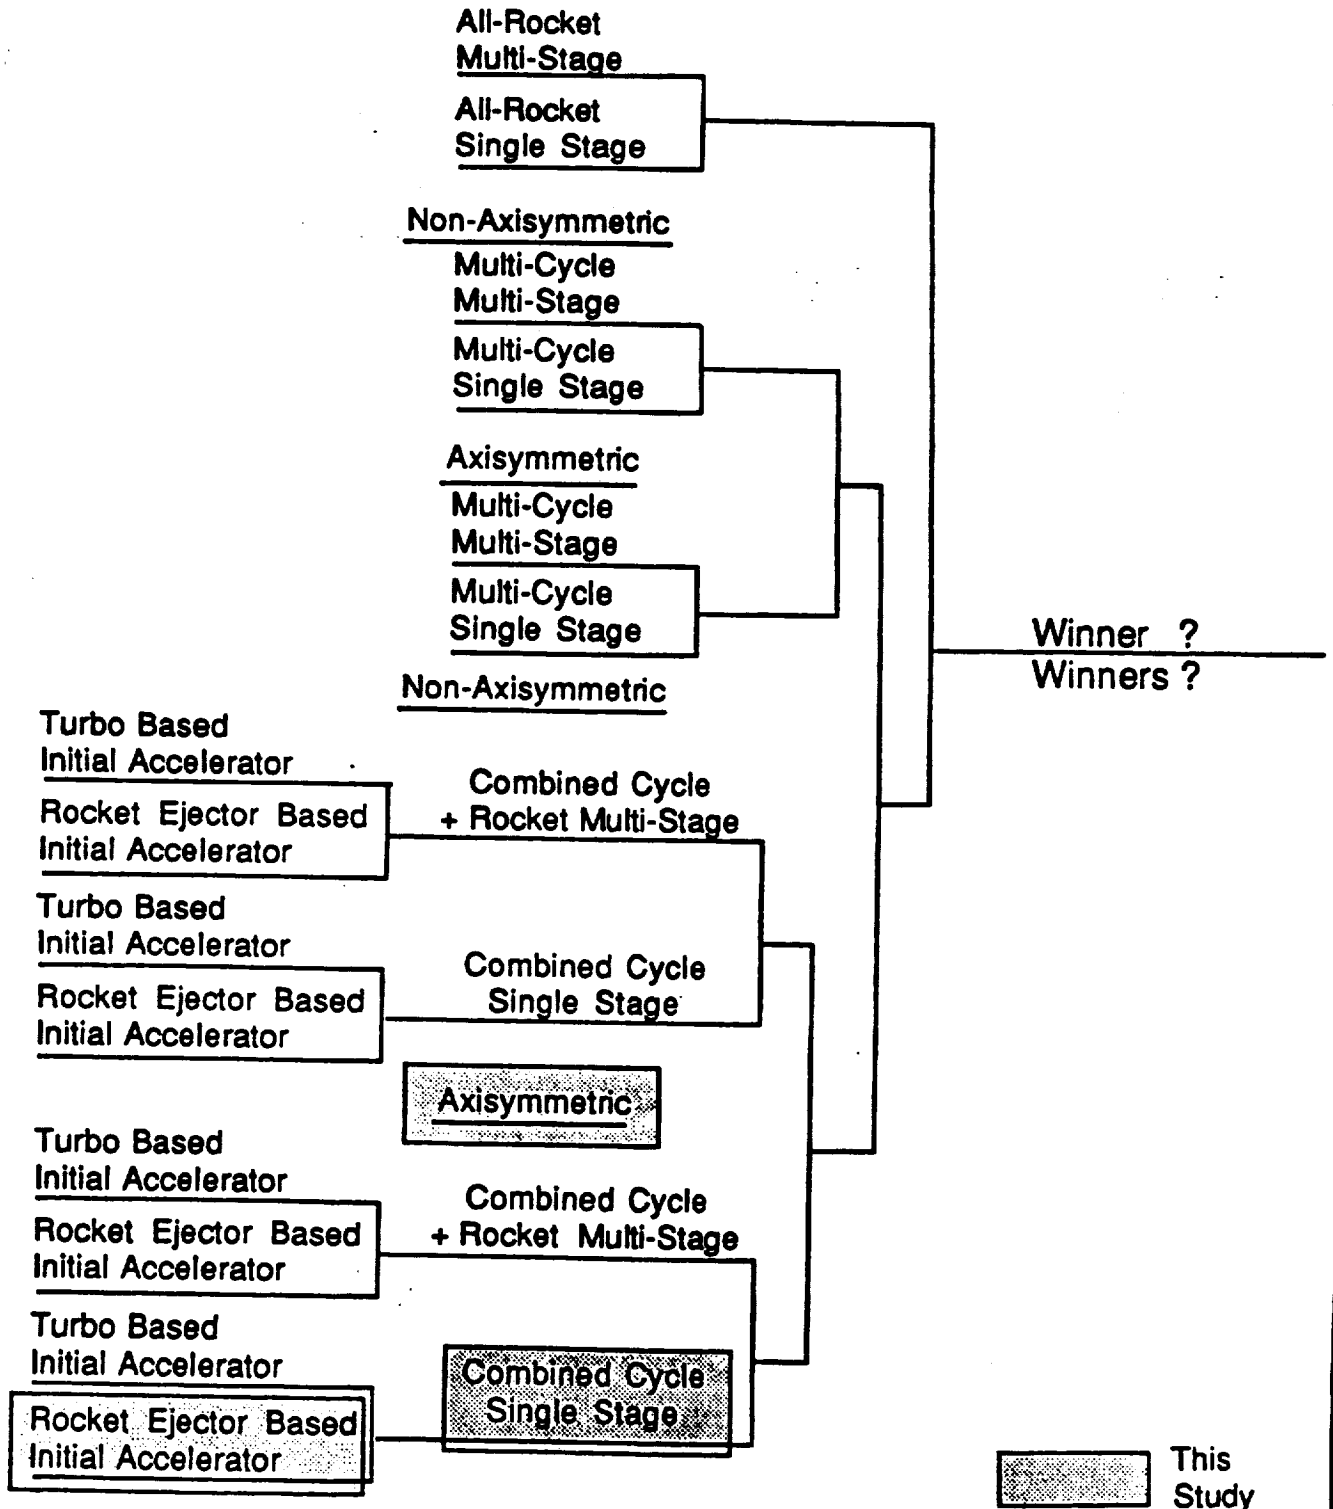 All-Rocket
Multi-Stage
All-Rocket
Single Stage
Non-Axisymmetric
Multi-Cycle
Multi-Stage
Multi-Cycle
Single Stage
Axisymmetric
Multi-Cycle
Multi-Stage
Multi-Cycle
Single Stage
Winner ?
Winners ?
Non-Axisymmetric
Turbo Based
Initial Accelerator
Rocket Ejector Based
Initial Accelerator
Combined Cycle
+ Rocket Multi-Stage
Turbo Based
Initial Accelerator
Rocket Ejector Based
Initial Accelerator
Combined Cycle
Single Stage
Axisymmetric
Turbo Based
Initial Accelerator
Rocket Ejector Based
Initial Accelerator
Combined Cycle
+ Rocket Multi-Stage
Turbo Based
Initial Accelerator
Rocket Ejector Based
Initial Accelerator
Combined Cycle
Single Stage
This
Study